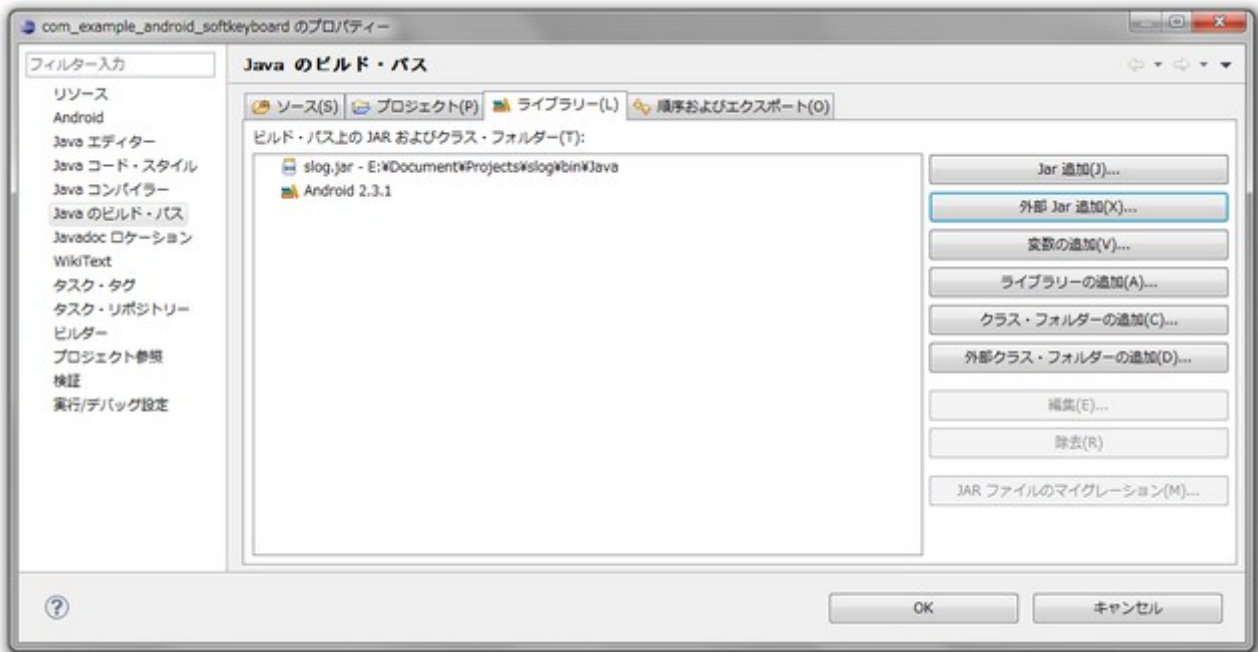 com_example_android_softkeyboard のプロパティー
フィルター入力
Java のビルド・パス
リソース
Android
Java エディター
Java コード・スタイル
Java コンパイラー
Java のビルド・パス
Javadoc ロケーション
WikiText
タスク・タグ
タスク・リポジトリー
ビルダー
プロジェクト参照
検証
実行/デバッグ設定
ソース(S) プロジェクト(P) ライブラリー(L) 順序およびエクスポート(O)
ビルド・パス上の JAR およびクラス・フォルダー(T):
slog.jar - E:¥Document¥Projects¥slog¥bin¥Java
Android 2.3.1
Jar 追加(J)...
外部 Jar 追加(X)...
変数の追加(V)...
ライブラリーの追加(A)...
クラス・フォルダーの追加(C)...
外部クラス・フォルダーの追加(D)...
編集(E)...
除去(R)
JAR ファイルのマイグレーション(M)...
OK
キャンセル